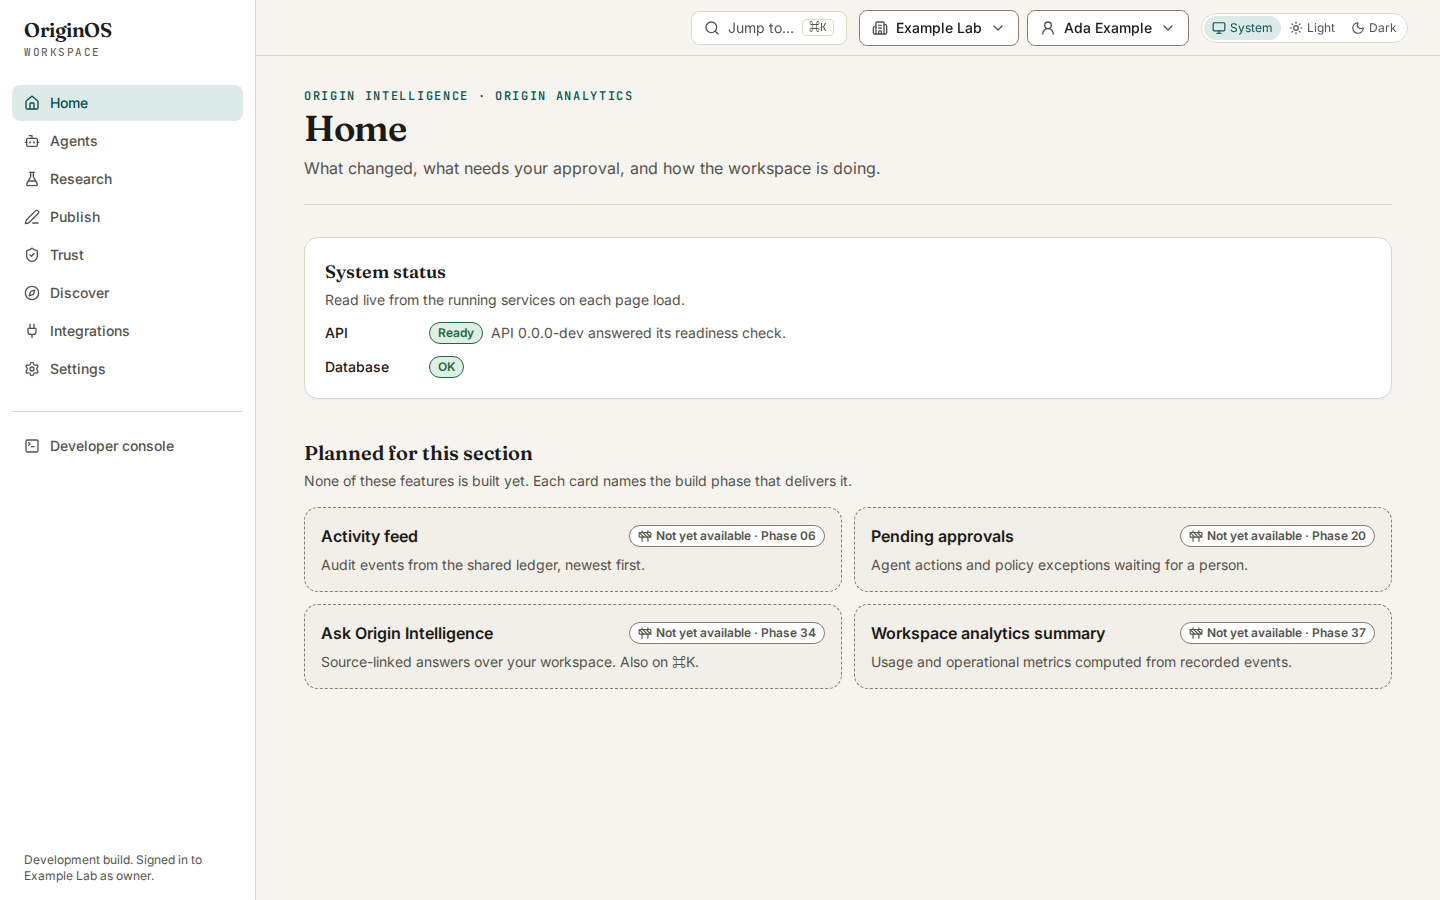 OriginOS
WORKSPACE
Home
Agents
Research
Publish
Trust
Discover
Integrations
Settings
Developer console
Development build. Signed in to
Example Lab as owner.
Jump to... ⌘K
Example Lab
Ada Example
System
Light
Dark
ORIGIN INTELLIGENCE · ORIGIN ANALYTICS
Home
What changed, what needs your approval, and how the workspace is doing.
System status
Read live from the running services on each page load.
API Ready API 0.0.0-dev answered its readiness check.
Database OK
Planned for this section
None of these features is built yet. Each card names the build phase that delivers it.
Activity feed Not yet available · Phase 06
Audit events from the shared ledger, newest first.
Pending approvals Not yet available · Phase 20
Agent actions and policy exceptions waiting for a person.
Ask Origin Intelligence Not yet available · Phase 34
Source-linked answers over your workspace. Also on ⌘K.
Workspace analytics summary Not yet available · Phase 37
Usage and operational metrics computed from recorded events.